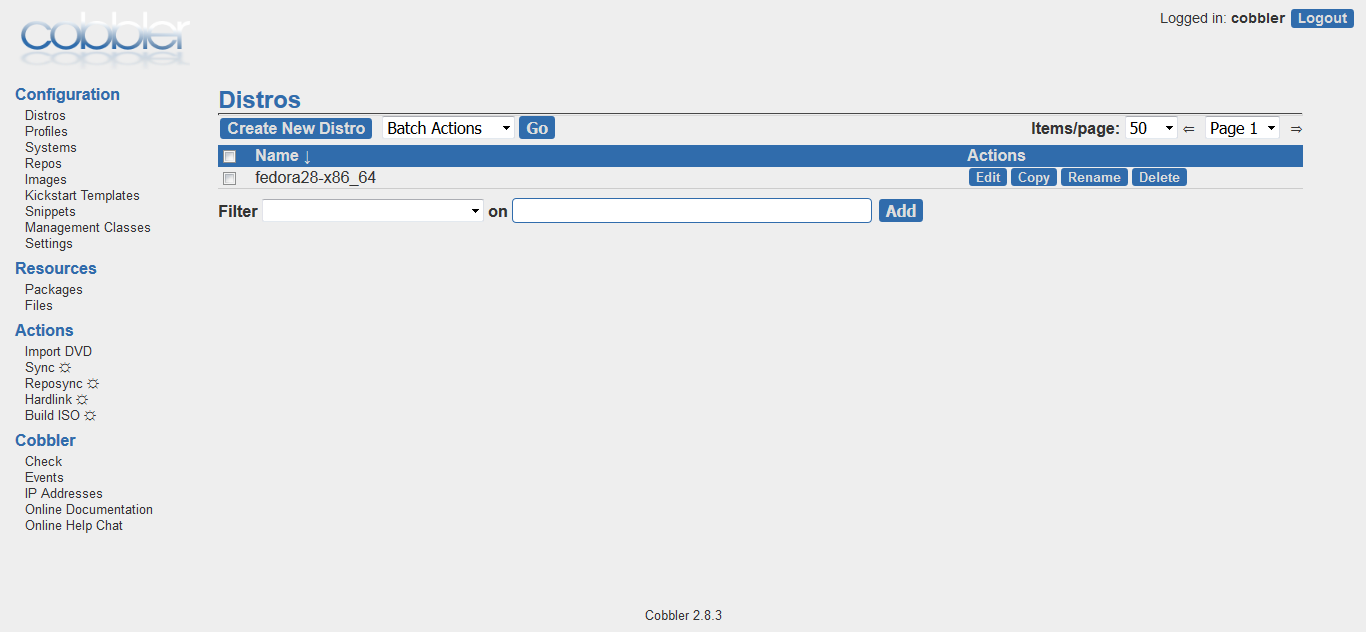 cobbler
Logged in: cobbler Logout
Configuration
Distros
Profiles
Systems
Repos
Images
Kickstart Templates
Snippets
Management Classes
Settings
Resources
Packages
Files
Actions
Import DVD
Sync ☼
Reposync ☼
Hardlink ☼
Build ISO ☼
Cobbler
Check
Events
IP Addresses
Online Documentation
Online Help Chat
Distros
Create New Distro Batch Actions Go Items/page: 50 ⇐ Page 1 ⇒
Name ↓ Actions
fedora28-x86_64 Edit Copy Rename Delete
Filter on Add
Cobbler 2.8.3